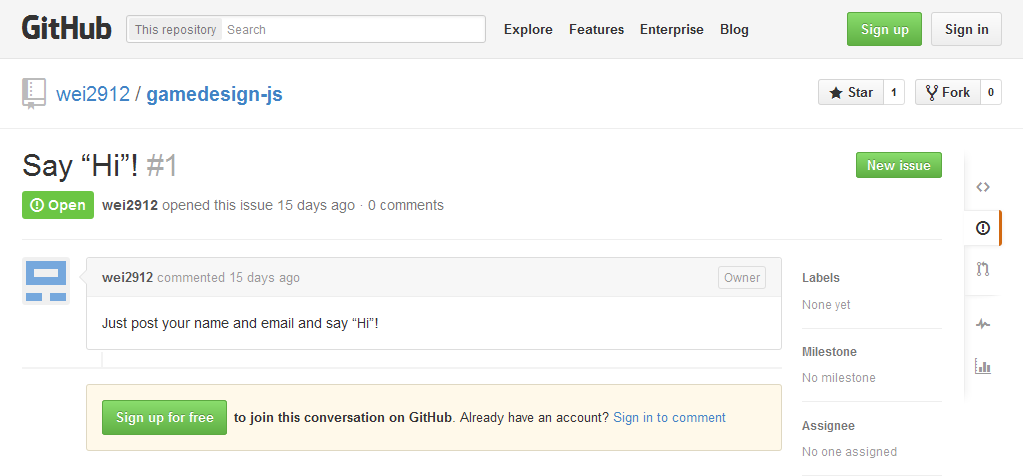 GitHub This repository Search Explore Features Enterprise Blog Sign up Sign in
wei2912 / gamedesign-js Star 1 Fork 0
Say “Hi”! #1 New issue
Open wei2912 opened this issue 15 days ago · 0 comments
wei2912 commented 15 days ago Owner
Just post your name and email and say “Hi”!
Labels
None yet
Milestone
No milestone
Sign up for free to join this conversation on GitHub. Already have an account? Sign in to comment
Assignee
No one assigned